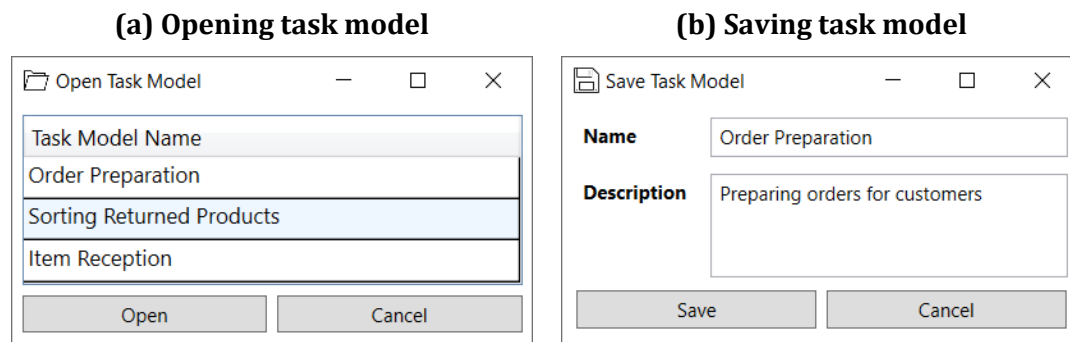 (a) Opening task model
Open Task Model
Task Model Name
Order Preparation
Sorting Returned Products
Item Reception
Open Cancel
(b) Saving task model
Save Task Model
Name Order Preparation
Description Preparing orders for customers
Save Cancel